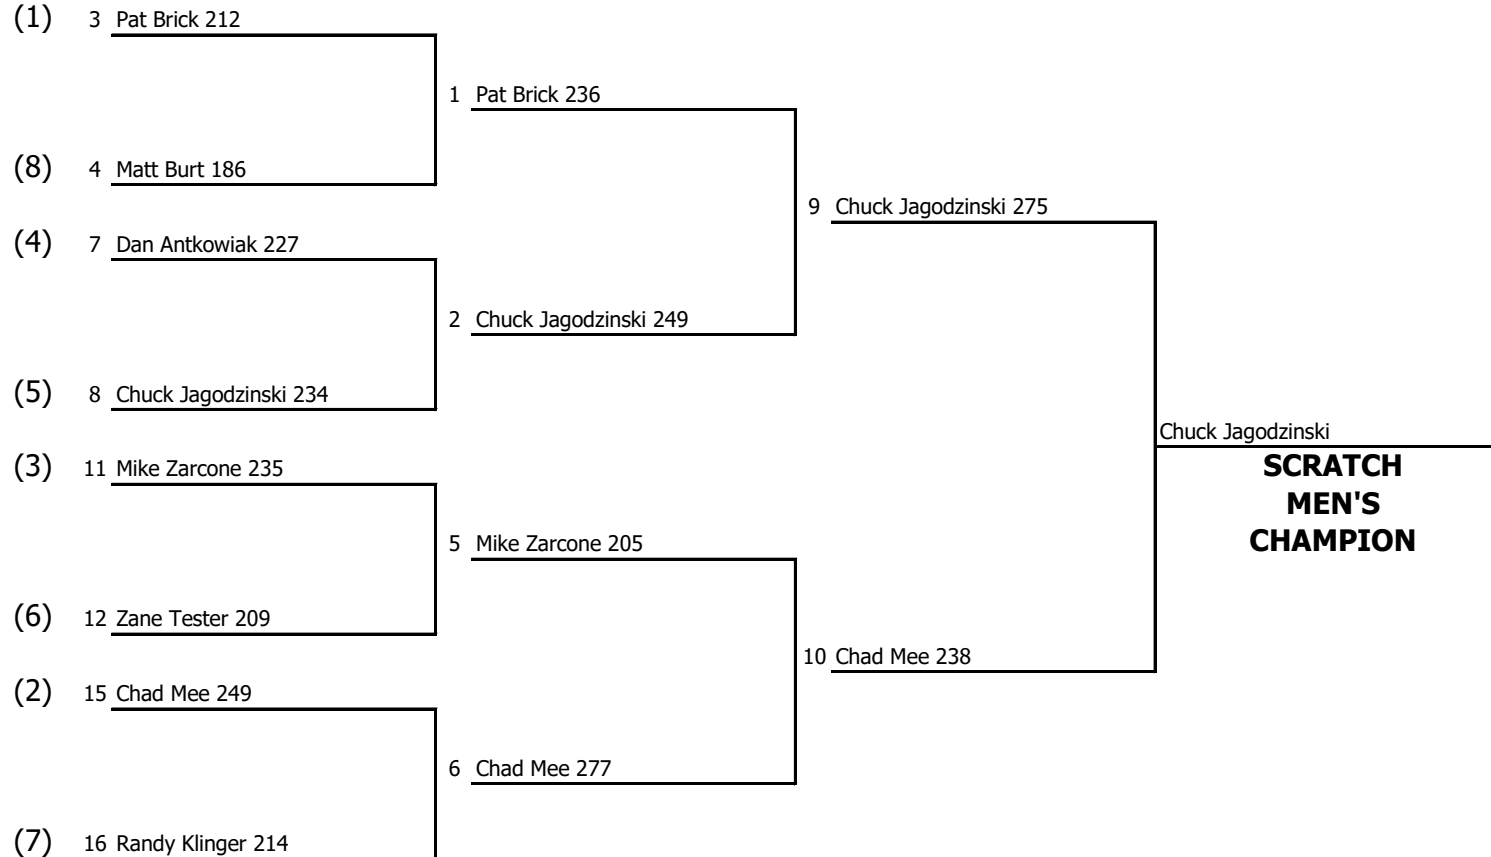 (1) 3 Pat Brick 212
1 Pat Brick 236
(8) 4 Matt Burt 186
9 Chuck Jagodzinski 275
(4) 7 Dan Antkowiak 227
2 Chuck Jagodzinski 249
(5) 8 Chuck Jagodzinski 234
Chuck Jagodzinski
(3) 11 Mike Zarcone 235
SCRATCH
MEN'S
CHAMPION
5 Mike Zarcone 205
(6) 12 Zane Tester 209
10 Chad Mee 238
(2) 15 Chad Mee 249
6 Chad Mee 277
(7) 16 Randy Klinger 214